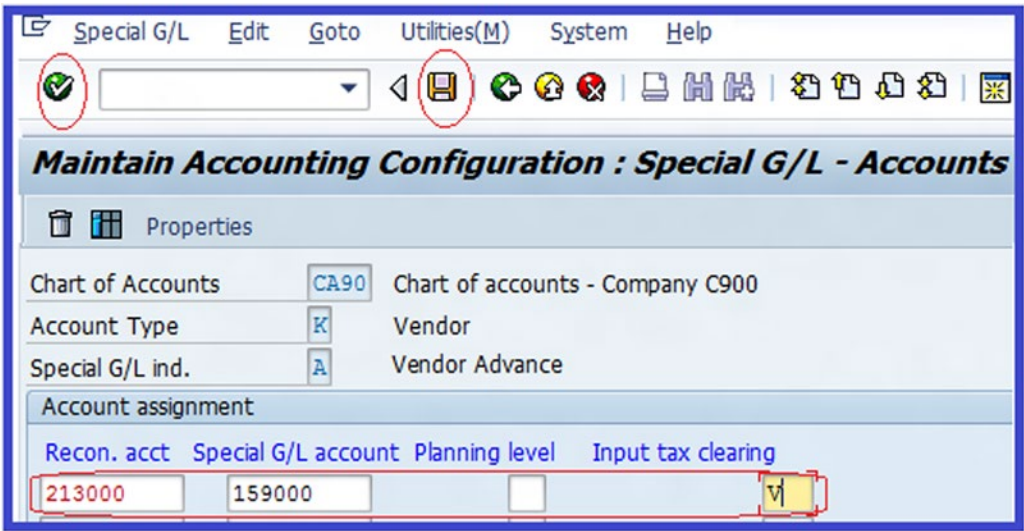 Special G/L Edit Goto Utilities(M) System Help
Maintain Accounting Configuration : Special G/L - Accounts
Properties
Chart of Accounts CA90 Chart of accounts - Company C900
Account Type K Vendor
Special G/L ind. A Vendor Advance
Account assignment
Recon. acct Special G/L account Planning level Input tax clearing
213000 159000 V